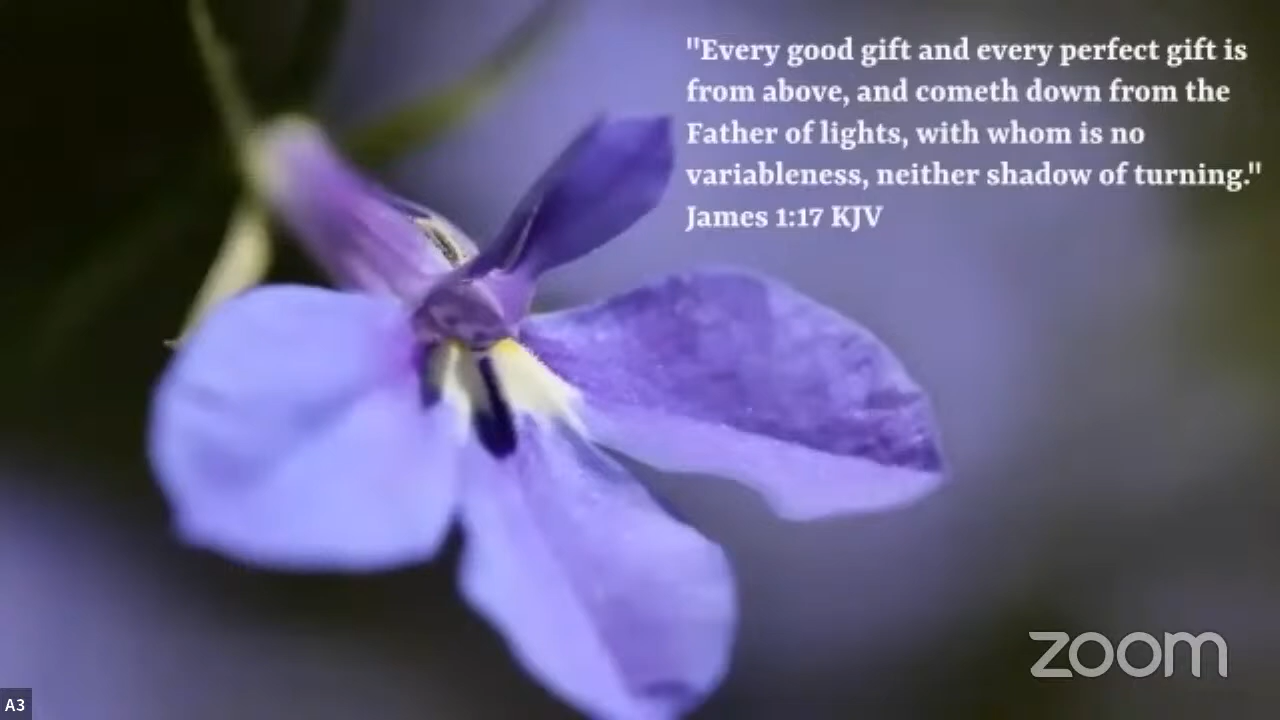 "Every good gift and every perfect gift is
from above, and cometh down from the
Father of lights, with whom is no
variableness, neither shadow of turning."
James 1:17 KJV
zoom
A3